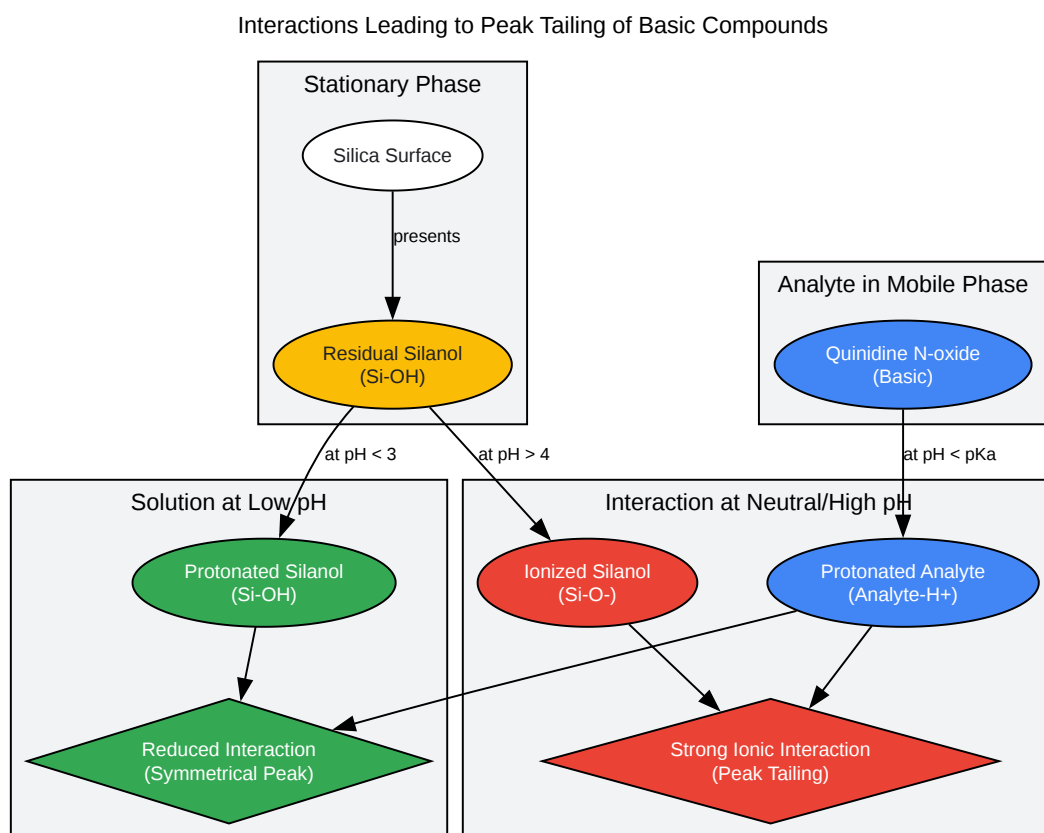 Interactions Leading to Peak Tailing of Basic Compounds
Stationary Phase
Silica Surface
presents
Analyte in Mobile Phase
Residual Silanol
(Si-OH)
Quinidine N-oxide
(Basic)
at pH < 3
at pH > 4
at pH < pKa
Solution at Low pH
Interaction at Neutral/High pH
Protonated Silanol
(Si-OH)
Ionized Silanol
(Si-O-)
Protonated Analyte
(Analyte-H+)
Reduced Interaction
(Symmetrical Peak)
Strong Ionic Interaction
(Peak Tailing)